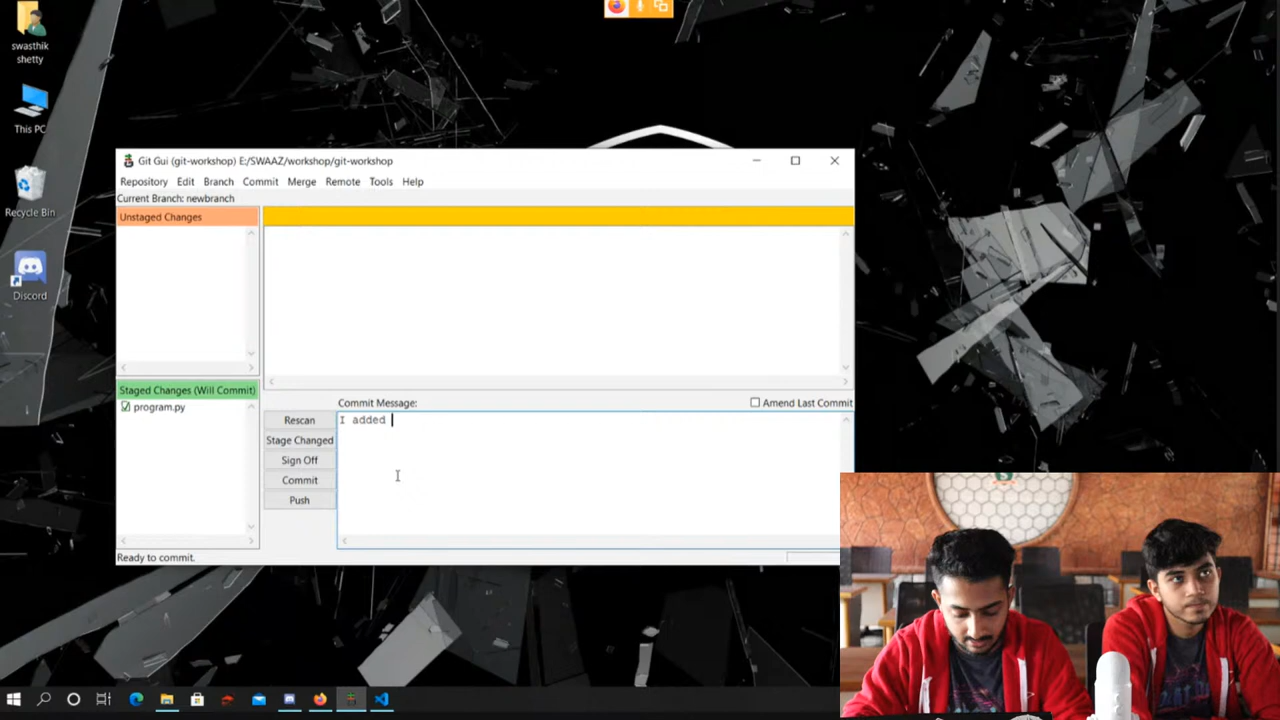 swasthik
shetty
This PC
Recycle Bin
Discord
Git Gui (git-workshop) E:/SWAAZ/workshop/git-workshop
Repository Edit Branch Commit Merge Remote Tools Help
Current Branch: newbranch
Unstaged Changes
Staged Changes (Will Commit)
program.py
Commit Message:
Amend Last Commit
Rescan
Stage Changed
Sign Off
Commit
Push
I added
Ready to commit.